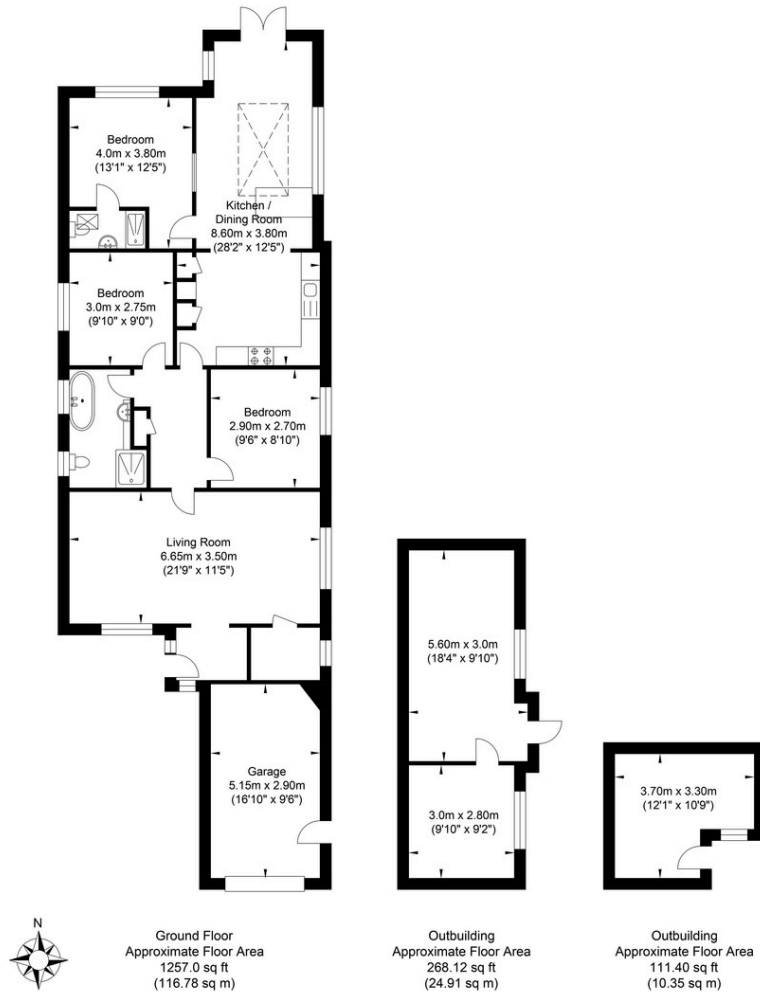 Bedroom
4.0m x 3.80m
(13'1" x 12'5")
Kitchen /
Dining Room
8.60m x 3.80m
(28'2" x 12'5")
Bedroom
3.0m x 2.75m
(9'10" x 9'0")
Bedroom
2.90m x 2.70m
(9'6" x 8'10")
Living Room
6.65m x 3.50m
(21'9" x 11'5")
Garage
5.15m x 2.90m
(16'10" x 9'6")
5.60m x 3.0m
(18'4" x 9'10")
3.0m x 2.80m
(9'10" x 9'2")
3.70m x 3.30m
(12'1" x 10'9")
N
Ground Floor
Approximate Floor Area
1257.0 sq ft
(116.78 sq m)
Outbuilding
Approximate Floor Area
268.12 sq ft
(24.91 sq m)
Outbuilding
Approximate Floor Area
111.40 sq ft
(10.35 sq m)